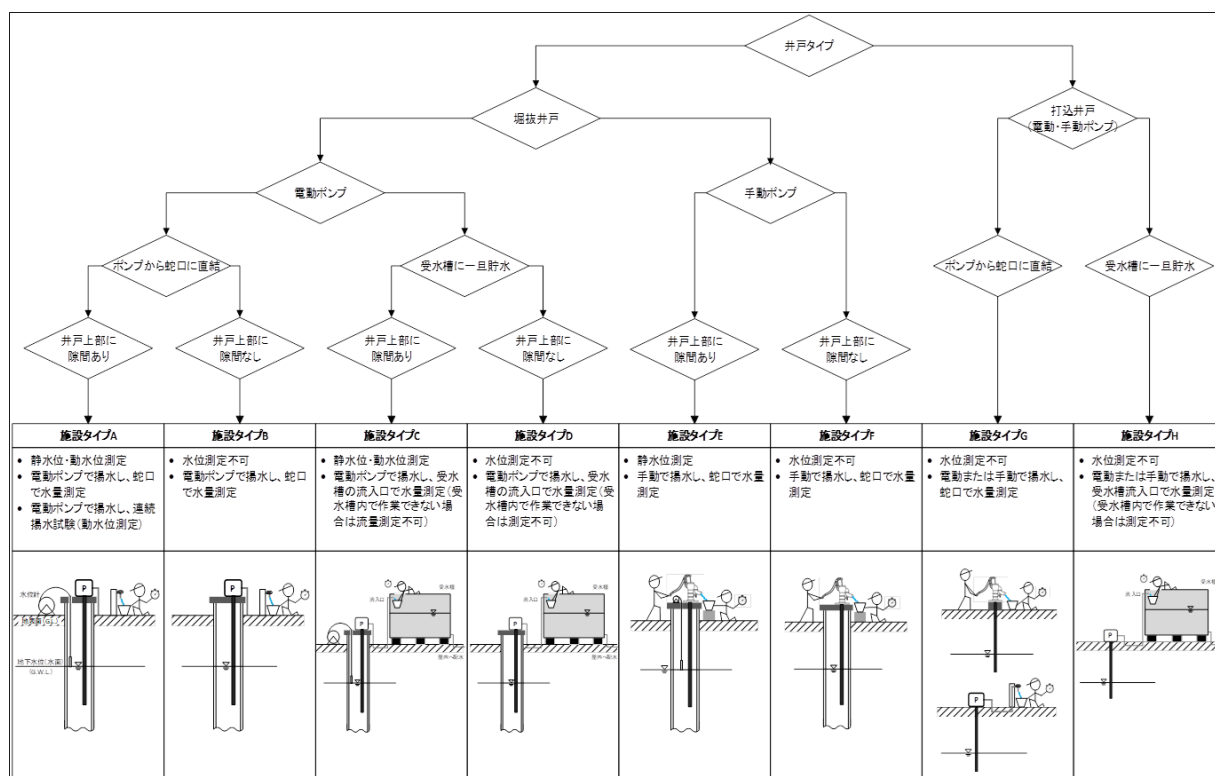 井戸タイプ
堀抜井戸
打込井戸
(電動・手動ポンプ)
電動ポンプ
手動ポンプ
ポンプから蛇口に直結
受水槽に一旦貯水
ポンプから蛇口に直結
受水槽に一旦貯水
井戸上部に
隙間あり
井戸上部に
隙間なし
井戸上部に
隙間あり
井戸上部に
隙間なし
井戸上部に
隙間あり
井戸上部に
隙間なし
施設タイプA
• 静水位・動水位測定
• 電動ポンプで揚水し、蛇口
で水量測定
• 電動ポンプで揚水し、連続
揚水試験(動水位測定)
施設タイプB
• 水位測定不可
• 電動ポンプで揚水し、蛇口
で水量測定
施設タイプC
• 静水位・動水位測定
• 電動ポンプで揚水し、受水
槽の流入口で水量測定(受
水槽内で作業できない場
合は流量測定不可)
施設タイプD
• 水位測定不可
• 電動ポンプで揚水し、受水
槽の流入口で水量測定(受
水槽内で作業できない場
合は測定不可)
施設タイプE
• 静水位測定
• 手動で揚水し、蛇口で水量
測定
施設タイプF
• 水位測定不可
• 手動で揚水し、蛇口で水量
測定
施設タイプG
• 水位測定不可
• 電動または手動で揚水し、
蛇口で水量測定
施設タイプH
• 水位測定不可
• 電動または手動で揚水し、
受水槽流入口で水量測定
(受水槽内で作業できない
場合は測定不可)
水位計
P
地表面(G.L.)
地下水位(水面)
(G.W.L.)
P
受水槽
流入口
P
受水槽
流入口
P
P
受水槽
流入口
P